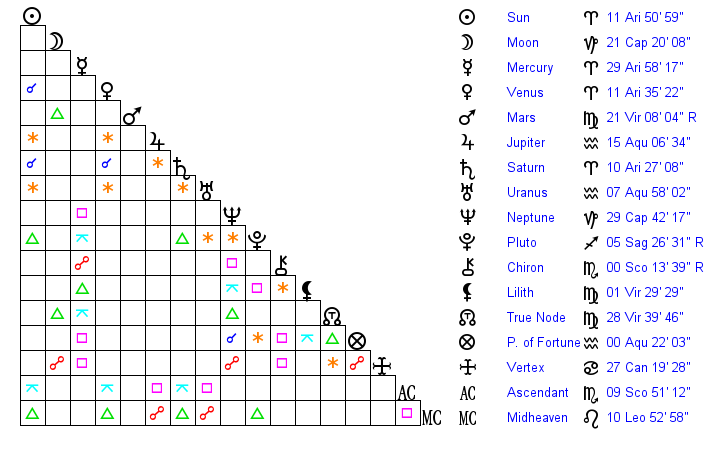 Sun 11 Ari 50' 59"
Moon 21 Cap 20' 08"
Mercury 29 Ari 58' 17"
Venus 11 Ari 35' 22"
Mars 21 Vir 08' 04" R
Jupiter 15 Aqu 06' 34"
Saturn 10 Ari 27' 08"
Uranus 07 Aqu 58' 02"
Neptune 29 Cap 42' 17"
Pluto 05 Sag 26' 31" R
Chiron 00 Sco 13' 39" R
Lilith 01 Vir 29' 29"
True Node 28 Vir 39' 46"
P. of Fortune 00 Aqu 22' 03"
Vertex 27 Can 19' 28"
AC AC Ascendant 09 Sco 51' 12"
MC MC Midheaven 10 Leo 52' 58"